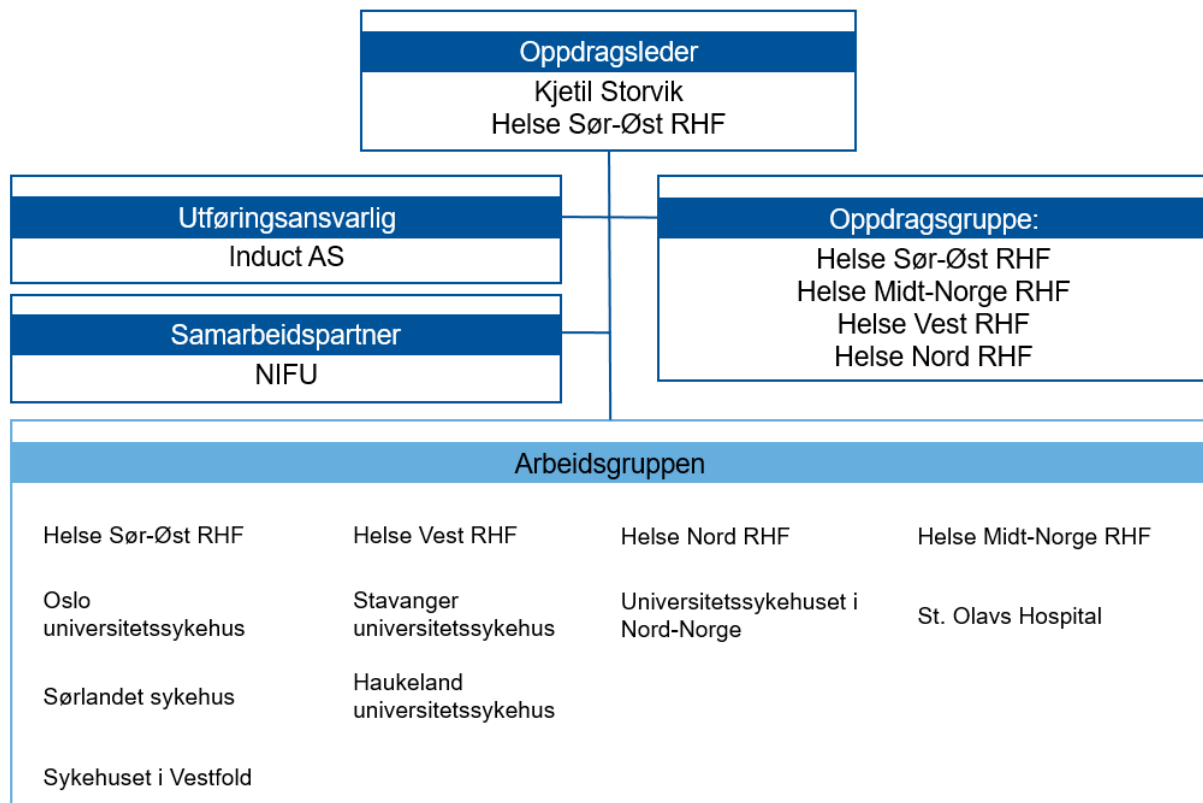 Oppdragsleder
Kjetil Storvik
Helse Sør-Øst RHF
Utføringsansvarlig
Induct AS
Samarbeidspartner
NIFU
Oppdragsgruppe:
Helse Sør-Øst RHF
Helse Midt-Norge RHF
Helse Vest RHF
Helse Nord RHF
Arbeidsgruppen
Helse Sør-Øst RHF
Oslo
universitetssykehus
Sørlandet sykehus
Sykehuset i Vestfold
Helse Vest RHF
Stavanger
universitetssykehus
Haukeland
universitetssykehus
Helse Nord RHF
Universitetssykehuset i
Nord-Norge
Helse Midt-Norge RHF
St. Olavs Hospital